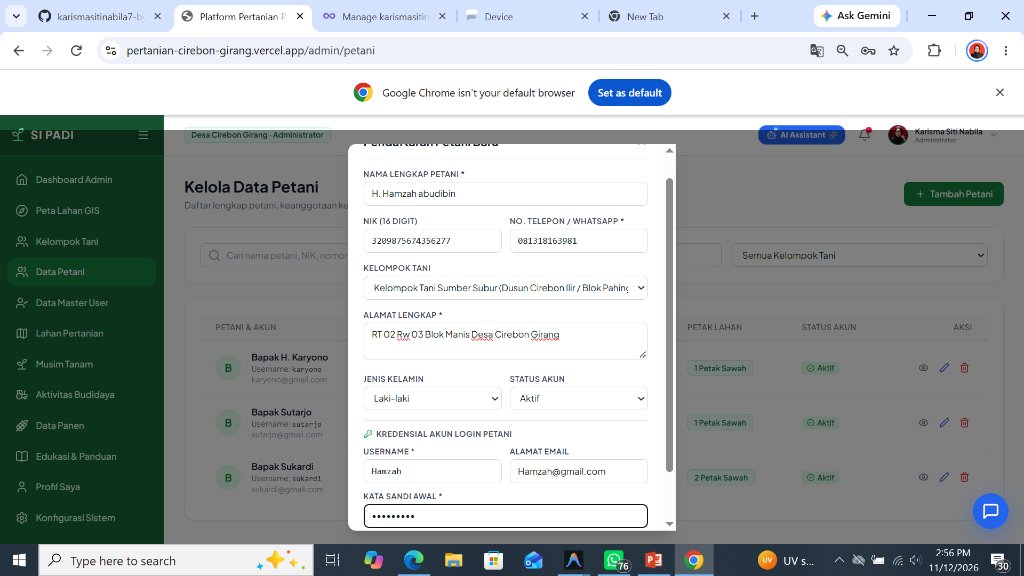 karismasitinabila7-by
Platform Pertanian P
Manage karismasitin
Device
New Tab
Ask Gemini
pertanian-cirebon-girang.vercel.app/admin/petani
Google Chrome isn't your default browser
Set as default
SI PADI
Desa Cirebon Girang · Administrator
AI Assistant
Karisma Siti Nabila
Administrator
Dashboard Admin
Peta Lahan GIS
Kelompok Tani
Data Petani
Data Master User
Lahan Pertanian
Musim Tanam
Aktivitas Budidaya
Data Panen
Edukasi & Panduan
Profil Saya
Konfigurasi Sistem
Kelola Data Petani
Daftar lengkap petani, keanggotaan ke
Tambah Petani
Cari nama petani, NIK, nomor
Semua Kelompok Tani
PETANI & AKUN
PETAK LAHAN
STATUS AKUN
AKSI
B
Bapak H. Karyono
Username: karyono
karyono@gmail.com
1 Petak Sawah
Aktif
B
Bapak Sutarjo
Username: sutarjo
sutarjo@gmail.com
1 Petak Sawah
Aktif
B
Bapak Sukardi
Username: sukardi
sukardi@gmail.com
2 Petak Sawah
Aktif
Pendaftaran Petani Baru
NAMA LENGKAP PETANI *
H. Hamzah abudibin
NIK (16 DIGIT)
NO. TELEPON / WHATSAPP *
3209875674356277
081318163981
KELOMPOK TANI
Kelompok Tani Sumber Subur (Dusun Cirebon Ilir / Blok Pahing
ALAMAT LENGKAP *
RT 02 Rw 03 Blok Manis Desa Cirebon Girang
JENIS KELAMIN
STATUS AKUN
Laki-laki
Aktif
KREDENSIAL AKUN LOGIN PETANI
USERNAME *
ALAMAT EMAIL
Hamzah
Hamzah@gmail.com
KATA SANDI AWAL *
•••••••••
Type here to search
76
UV
UV s...
2:56 PM
11/12/2026
30